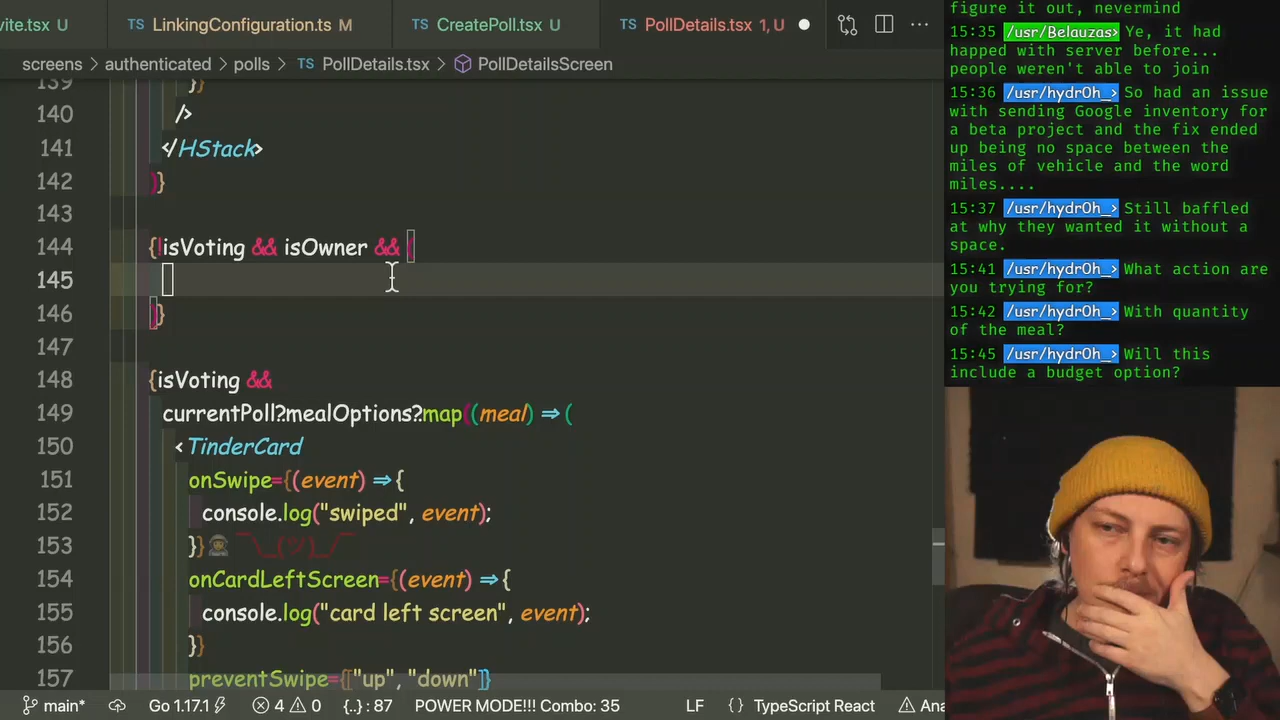 vite.tsx U
LinkingConfiguration.ts M
CreatePoll.tsx U
PollDetails.tsx 1, U
screens > authenticated > polls > TS PollDetails.tsx > PollDetailsScreen
139 )}
140 />
141 </HStack>
142 )}
143
144 {!isVoting && isOwner && (
145
146 )}
147
148 {isVoting &&
149 currentPoll?.mealOptions?.map((meal) => (
150 <TinderCard
151 onSwipe={(event) => {
152 console.log("swiped", event);
153 }}
154 onCardLeftScreen={(event) => {
155 console.log("card left screen", event);
156 }}
157 preventSwipe={["up", "down"]}
main* Go 1.17.1 4 0 {..} : 87 POWER MODE!!! Combo: 35 LF {} TypeScript React Ana
figure it out, nevermind
15:35 /usr/Belauzas> Ye, it had
happed with server before...
people weren't able to join
15:36 /usr/hydr0h_> So had an issue
with sending Google inventory for
a beta project and the fix ended
up being no space between the
miles of vehicle and the word
miles....
15:37 /usr/hydr0h_> Still baffled
at why they wanted it without a
space.
15:41 /usr/hydr0h_> What action are
you trying for?
15:42 /usr/hydr0h_> With quantity
of the meal?
15:45 /usr/hydr0h_> Will this
include a budget option?